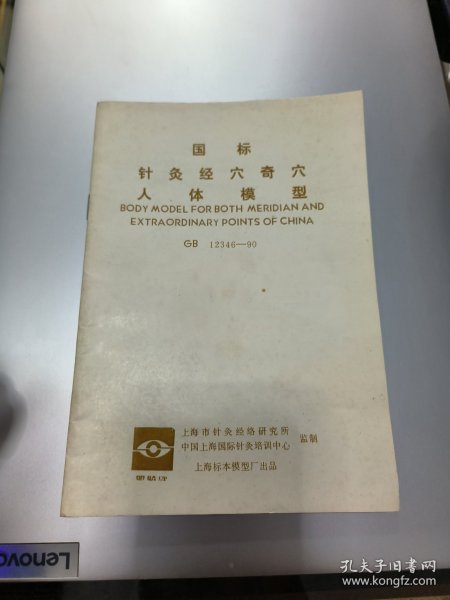 国标
针灸经穴奇穴
人体模型
BODY MODEL FOR BOTH MERIDIAN AND
EXTRAORDINARY POINTS OF CHINA
GB 12346—90
上海市针灸经络研究所
中国上海国际针灸培训中心
监制
上海标本模型厂出品
Lenovo
孔夫子旧书网
www.kongfz.com